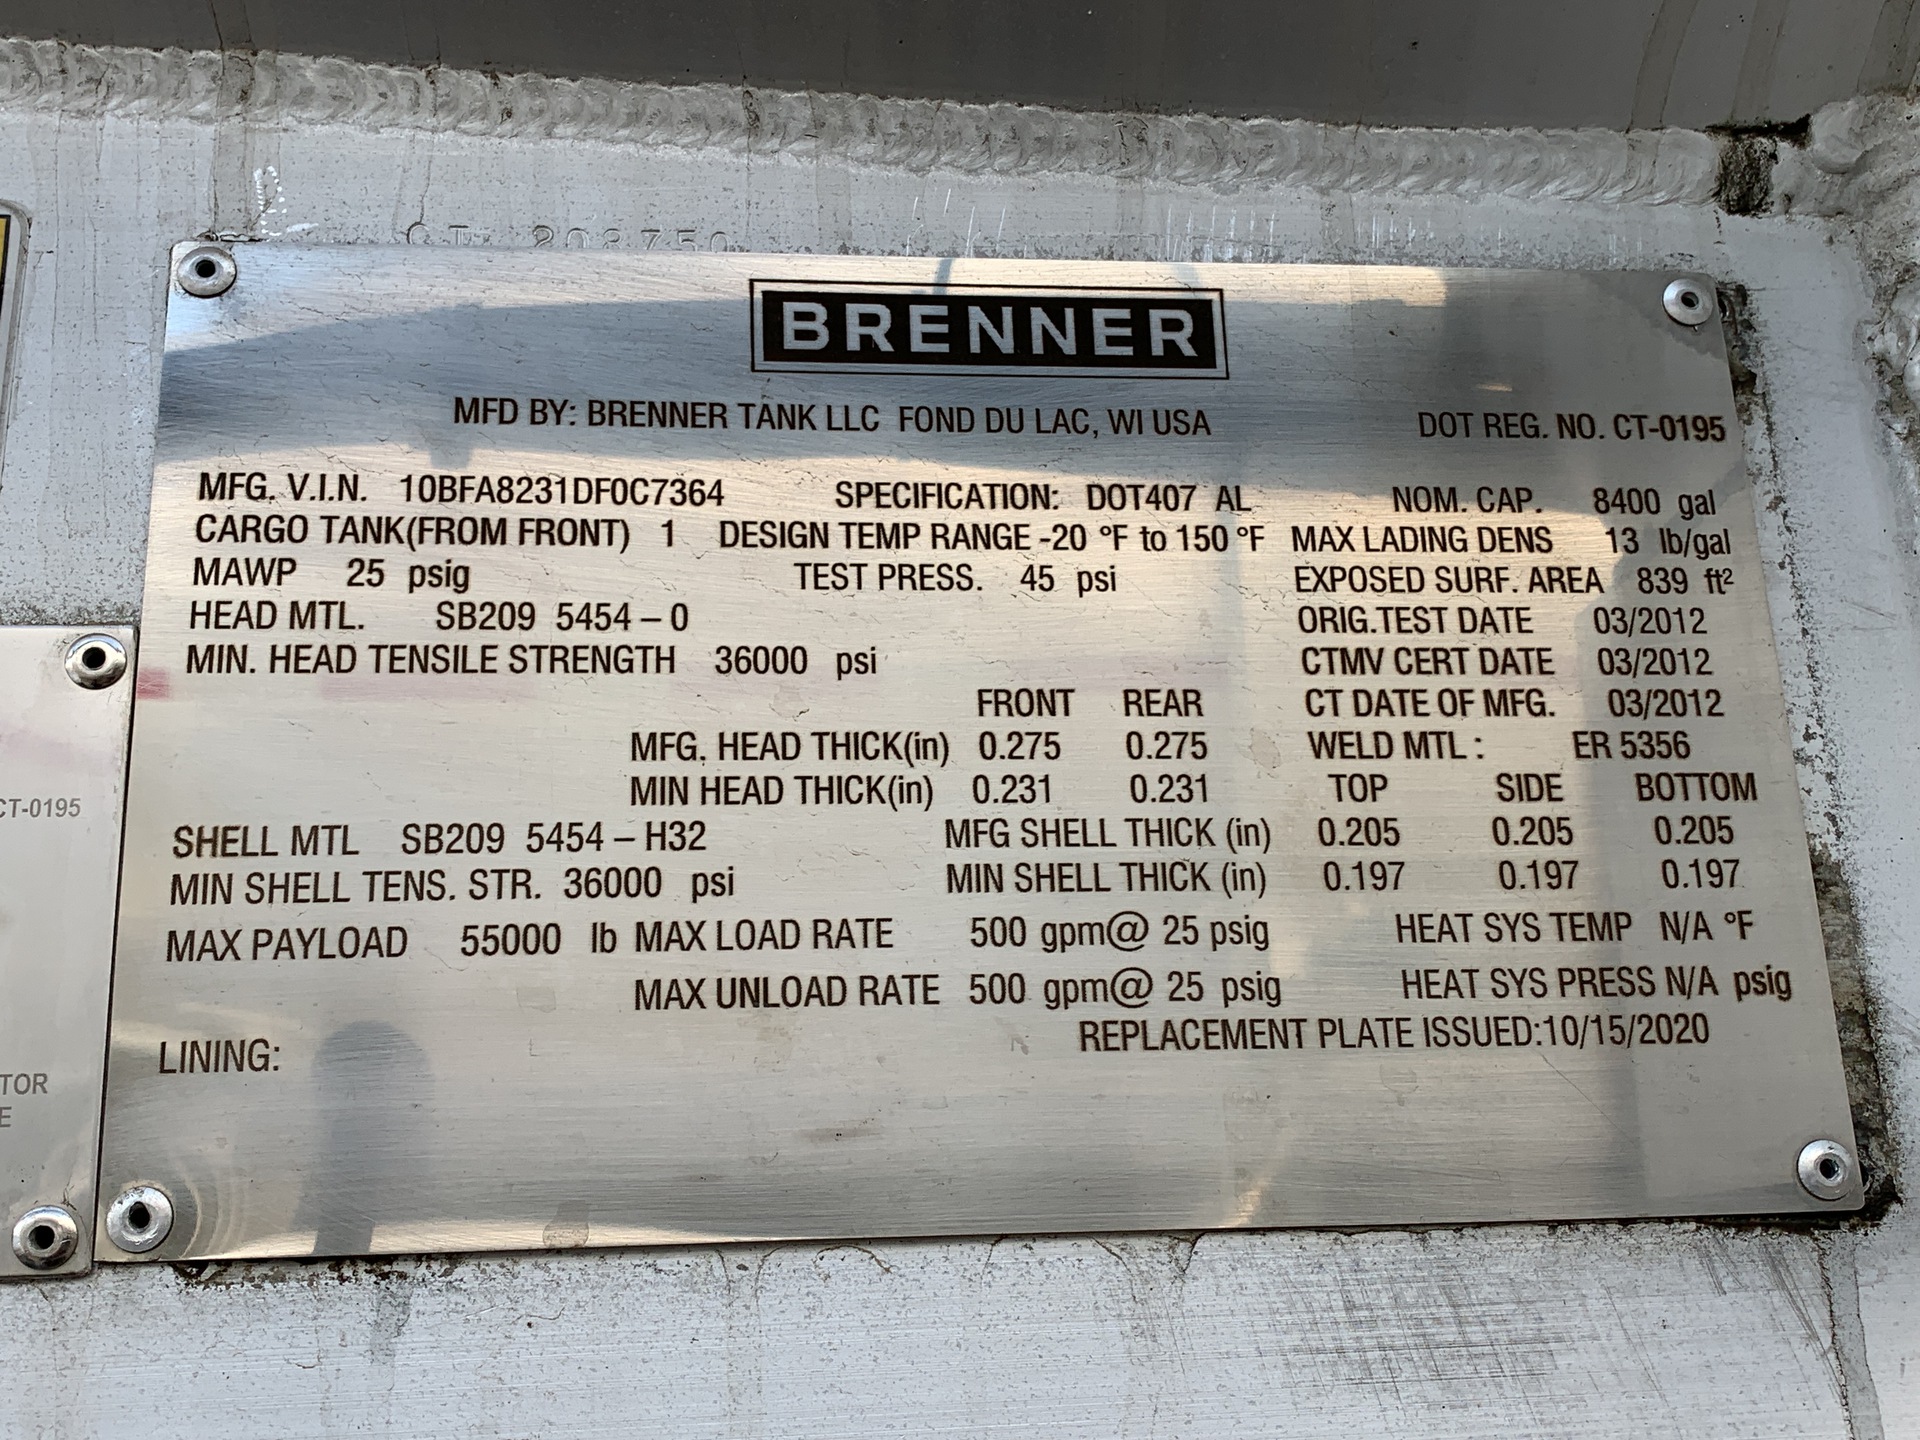 CT 808750
BRENNER
MFD BY: BRENNER TANK LLC FOND DU LAC, WI USA DOT REG. NO. CT-0195
MFG. V.I.N. 10BFA8231DF0C7364 SPECIFICATION: DOT407 AL NOM. CAP. 8400 gal
CARGO TANK(FROM FRONT) 1 DESIGN TEMP RANGE -20 °F to 150 °F MAX LADING DENS 13 lb/gal
MAWP 25 psig TEST PRESS. 45 psi EXPOSED SURF. AREA 839 ft²
HEAD MTL. SB209 5454 – 0 ORIG.TEST DATE 03/2012
MIN. HEAD TENSILE STRENGTH 36000 psi CTMV CERT DATE 03/2012
FRONT REAR CT DATE OF MFG. 03/2012
MFG. HEAD THICK(in) 0.275 0.275 WELD MTL : ER 5356
MIN HEAD THICK(in) 0.231 0.231 TOP SIDE BOTTOM
SHELL MTL SB209 5454 – H32 MFG SHELL THICK (in) 0.205 0.205 0.205
MIN SHELL TENS. STR. 36000 psi MIN SHELL THICK (in) 0.197 0.197 0.197
MAX PAYLOAD 55000 lb MAX LOAD RATE 500 gpm@ 25 psig HEAT SYS TEMP N/A °F
MAX UNLOAD RATE 500 gpm@ 25 psig HEAT SYS PRESS N/A psig
REPLACEMENT PLATE ISSUED:10/15/2020
LINING:
CT-0195
TOR
E